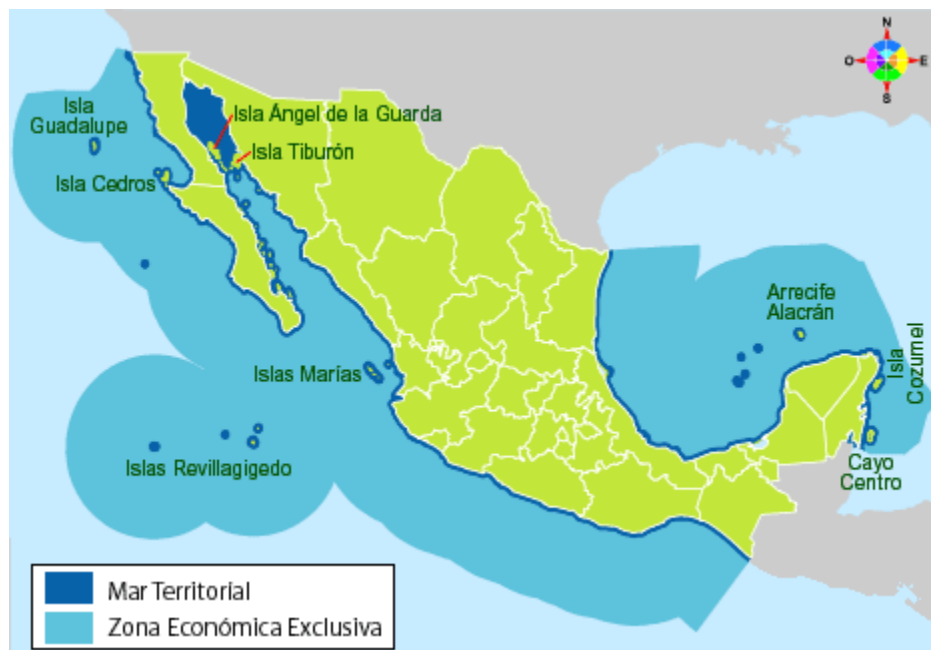 N
O
E
S
Isla
Guadalupe
Isla Ángel de la Guarda
Isla Tiburón
Isla Cedros
Arrecife
Alacrán
Isla
Cozumel
Islas Marías
Islas Revillagigedo
Cayo
Centro
Mar Territorial
Zona Económica Exclusiva